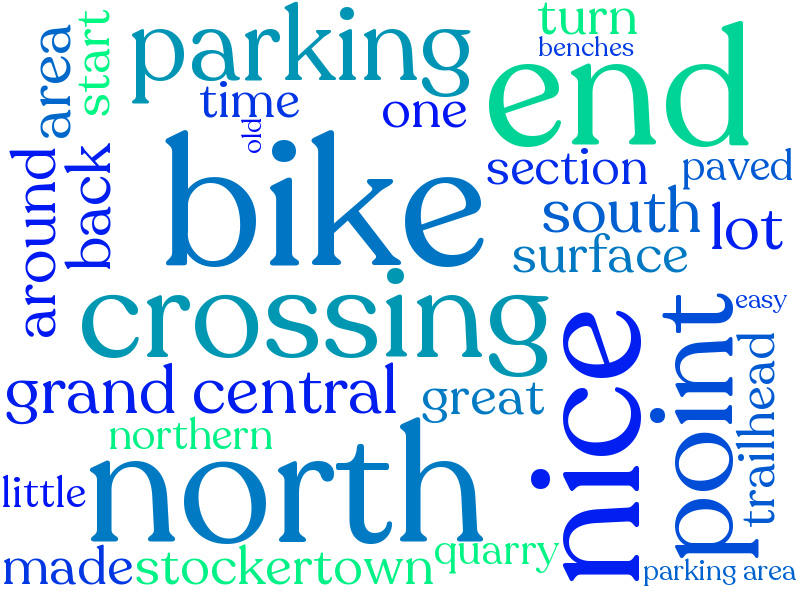 turn
parking
benches
end
start
area
time
one
old
bike
section
paved
around
back
south
lot
surface
crossing
easy
nice
point
grand central
great
trailhead
northern
north
little
made
stockertown
quarry
parking area